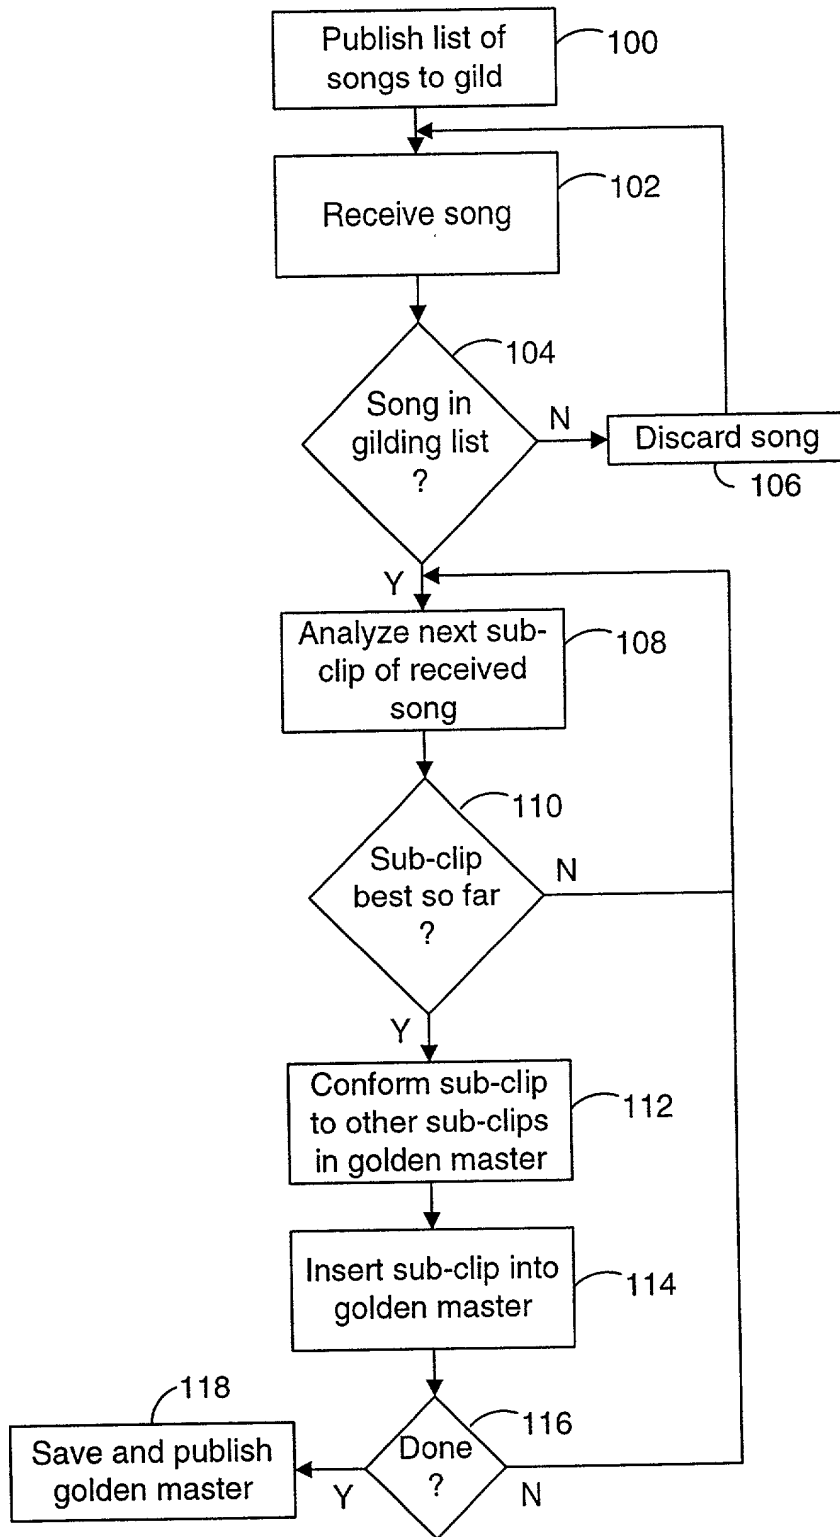 Publish list of
songs to gild
100
Receive song
102
104
Song in
gilding list
?
N
Discard song
106
Y
Analyze next sub-
clip of received
song
108
110
Sub-clip
best so far
?
N
Y
Conform sub-clip
to other sub-clips
in golden master
112
Insert sub-clip into
golden master
114
118
Save and publish
golden master
116
Done
?
Y
N